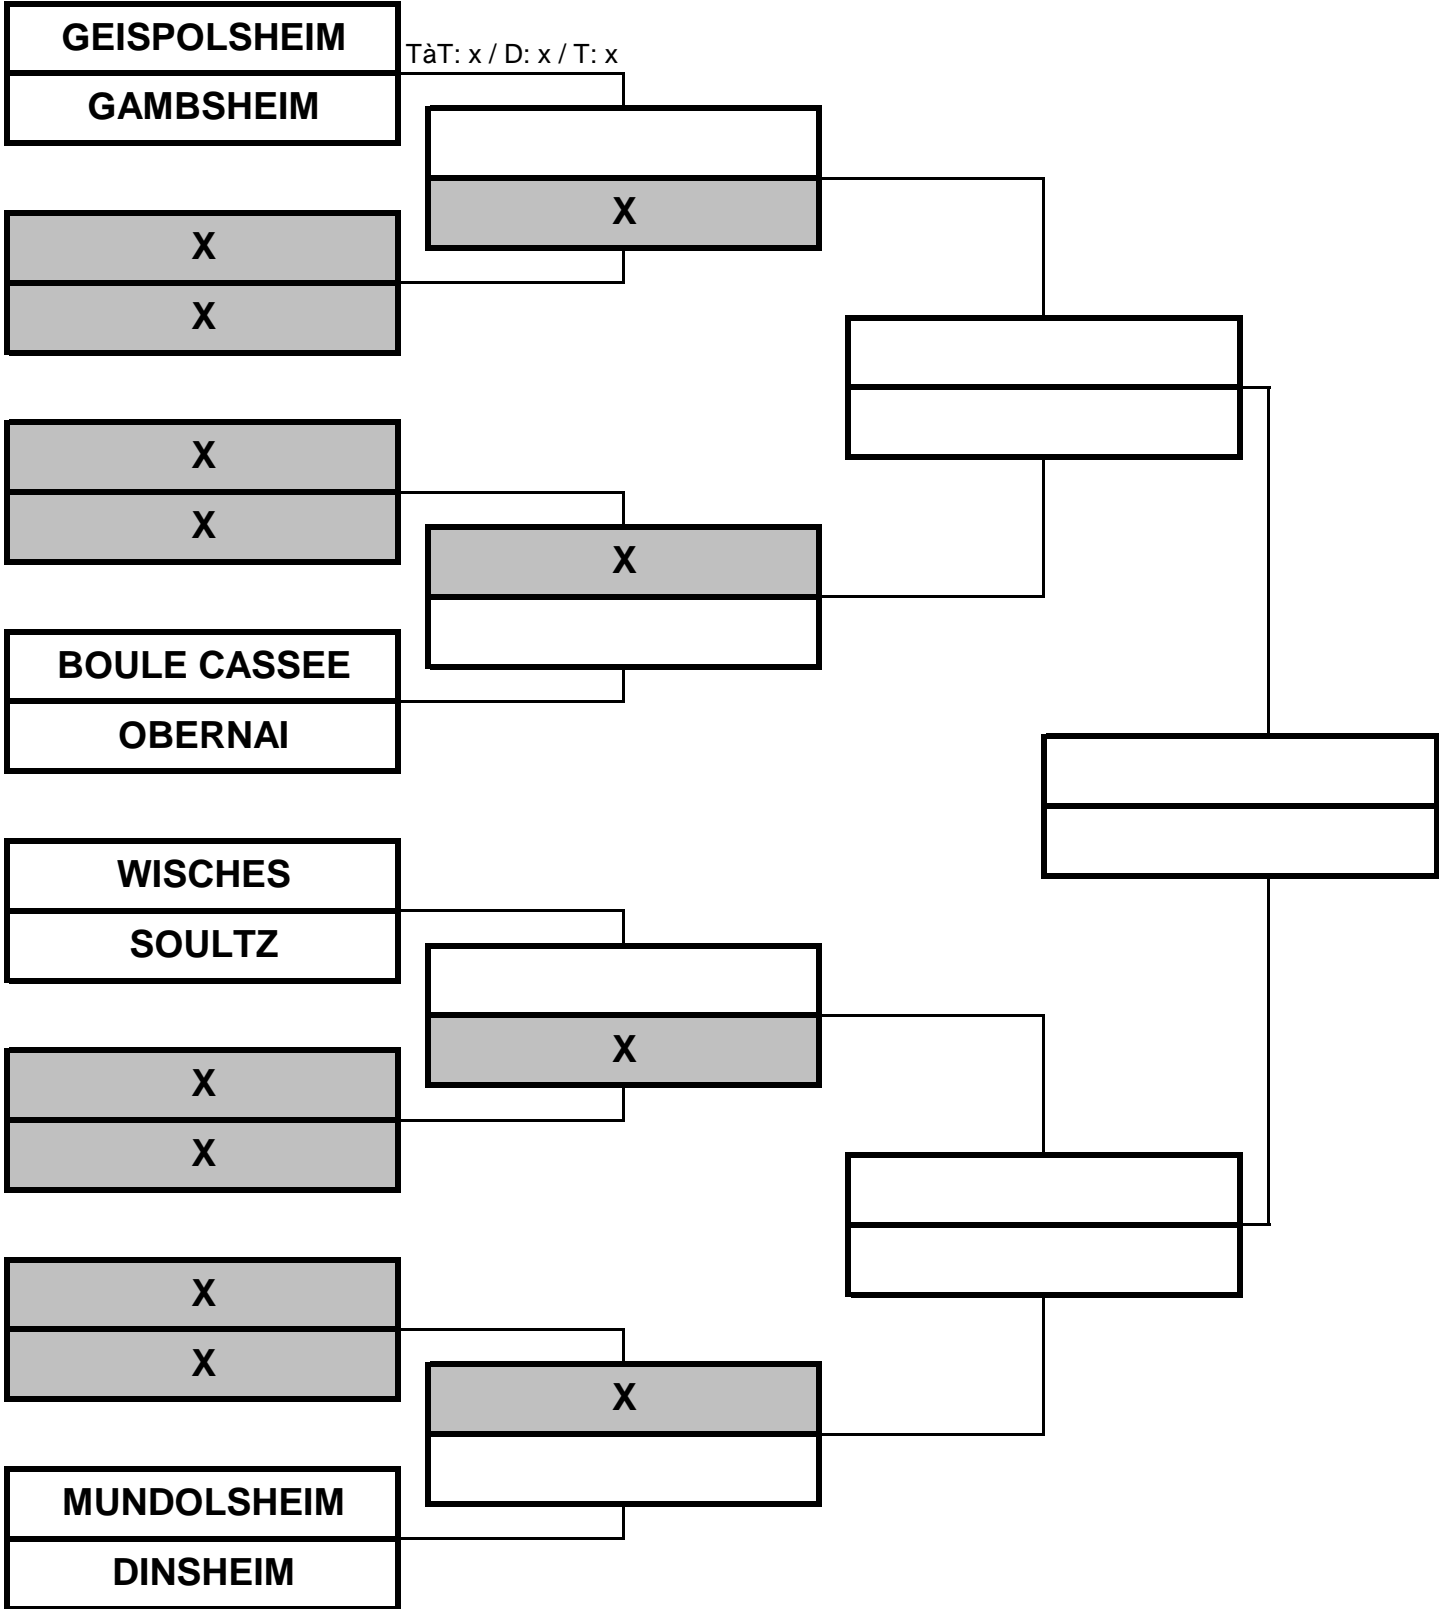 GEISPOLSHEIM
TàT: x / D: x / T: x
GAMBSHEIM
X
X
X
X
X
X
BOULE CASSEE
OBERNAI
WISCHES
SOULTZ
X
X
X
X
X
X
MUNDOLSHEIM
DINSHEIM